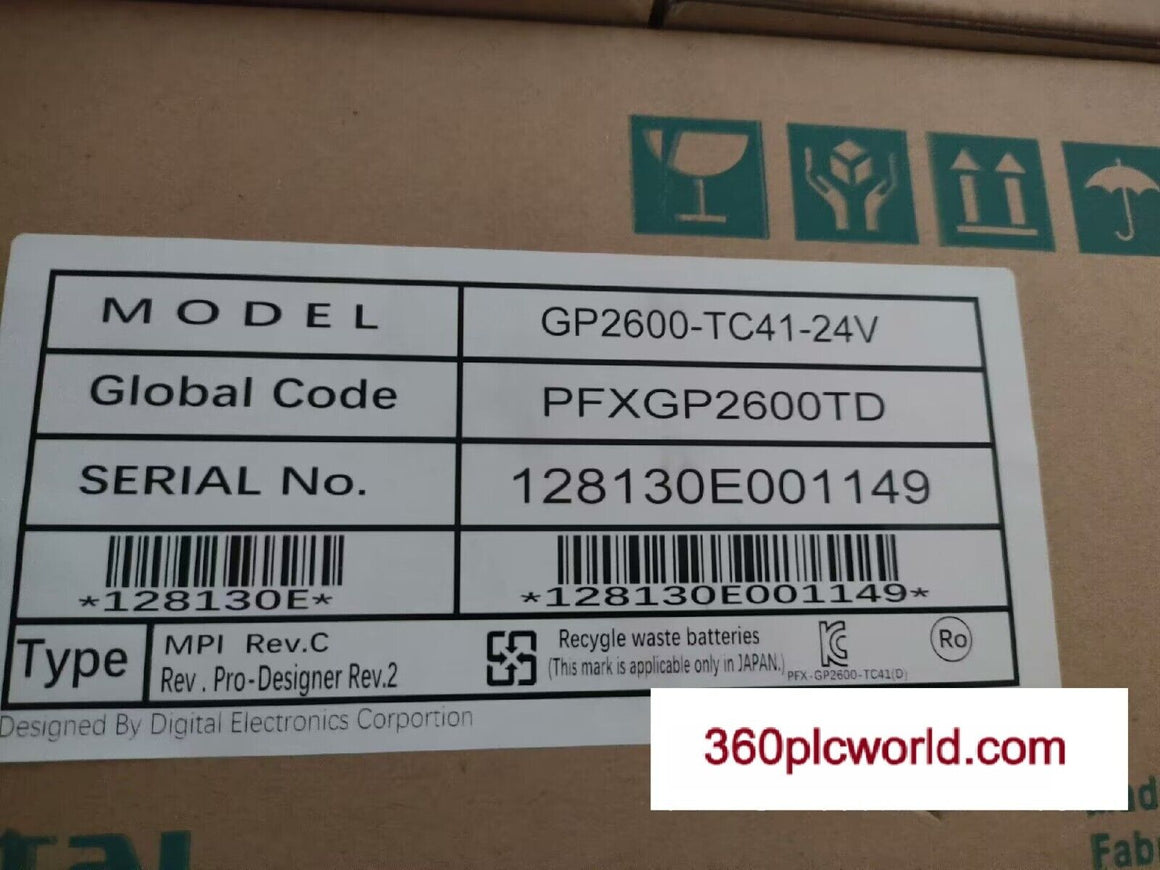 MODEL GP2600-TC41-24V
Global Code PFXGP2600TD
SERIAL No. 128130E001149
*128130E* *128130E001149*
Type
MPI Rev.C
Rev. Pro-Designer Rev.2
Recygle waste batteries
(This mark is applicable only in JAPAN.)
PFX-GP2600-TC41(D)
Ro
Designed By Digital Electronics Corportion
360plcworld.com